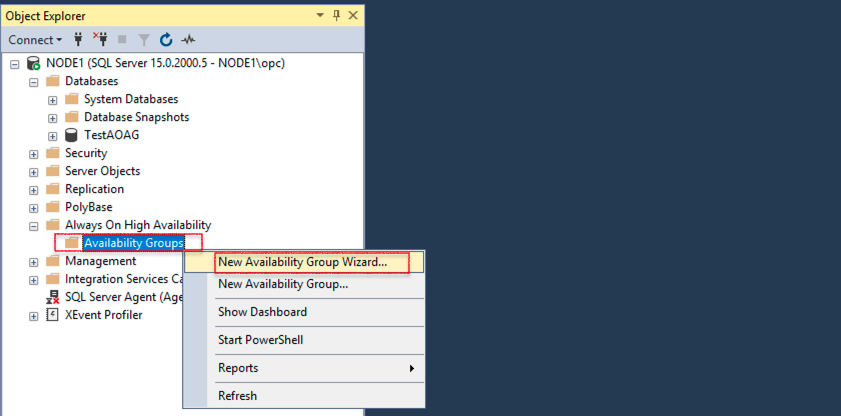 Object Explorer
Connect
NODE1 (SQL Server 15.0.2000.5 - NODE1\opc)
Databases
System Databases
Database Snapshots
TestAOAG
Security
Server Objects
Replication
PolyBase
Always On High Availability
Availability Groups
Management
Integration Services Ca
SQL Server Agent (Age
XEvent Profiler
New Availability Group Wizard...
New Availability Group...
Show Dashboard
Start PowerShell
Reports
Refresh